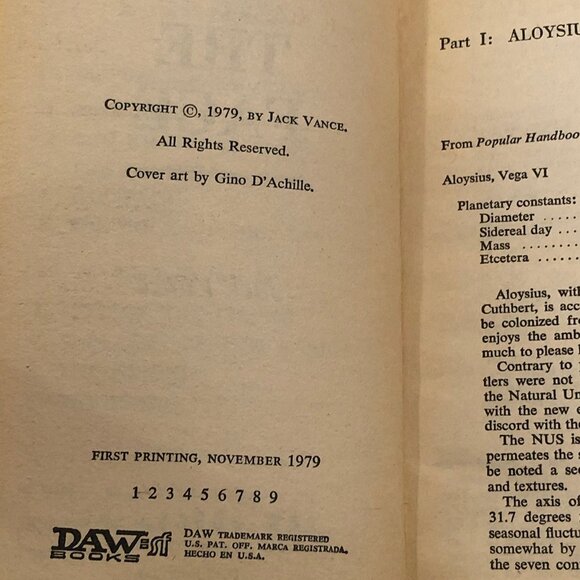 COPYRIGHT ©, 1979, BY JACK VANCE.
All Rights Reserved.
Cover art by Gino D'Achille.
FIRST PRINTING, NOVEMBER 1979
1 2 3 4 5 6 7 8 9
DAW sf
BOOKS
DAW TRADEMARK REGISTERED
U.S. PAT. OFF. MARCA REGISTRADA.
HECHO EN U.S.A.
Part I: ALOYSIU
From Popular Handboo
Aloysius, Vega VI
Planetary constants:
Diameter ....
Sidereal day ...
Mass .......
Etcetera ......
Aloysius, wit
Cuthbert, is acc
be colonized fr
enjoys the amb
much to please
Contrary to
tlers were not
the Natural Un
with the new e
discord with the
The NUS is
permeates the s
be noted a sec
and textures.
The axis of
31.7 degrees
seasonal fluctu
somewhat by
the seven con